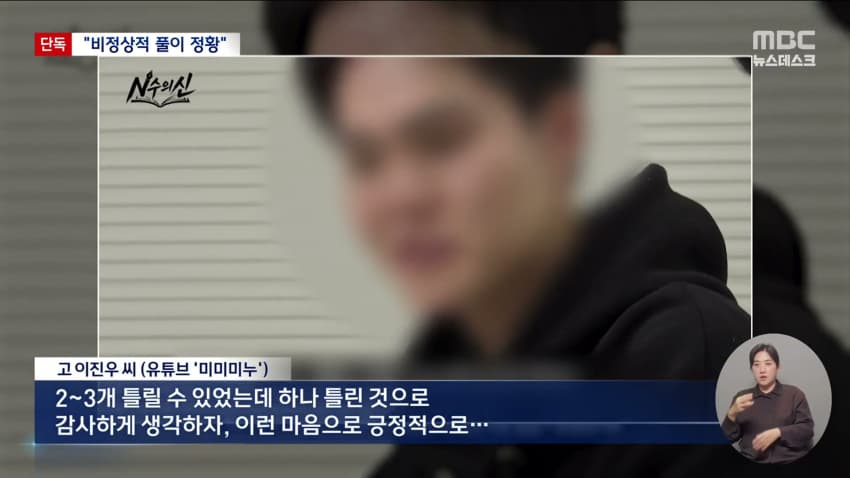 단독 "비정상적 풀이 정황"
MBC
뉴스데스크
N수의신
고 이진우 씨 (유튜브 '미미미누')
2~3개 틀릴 수 있었는데 하나 틀린 것으로
감사하게 생각하자, 이런 마음으로 긍정적으로…